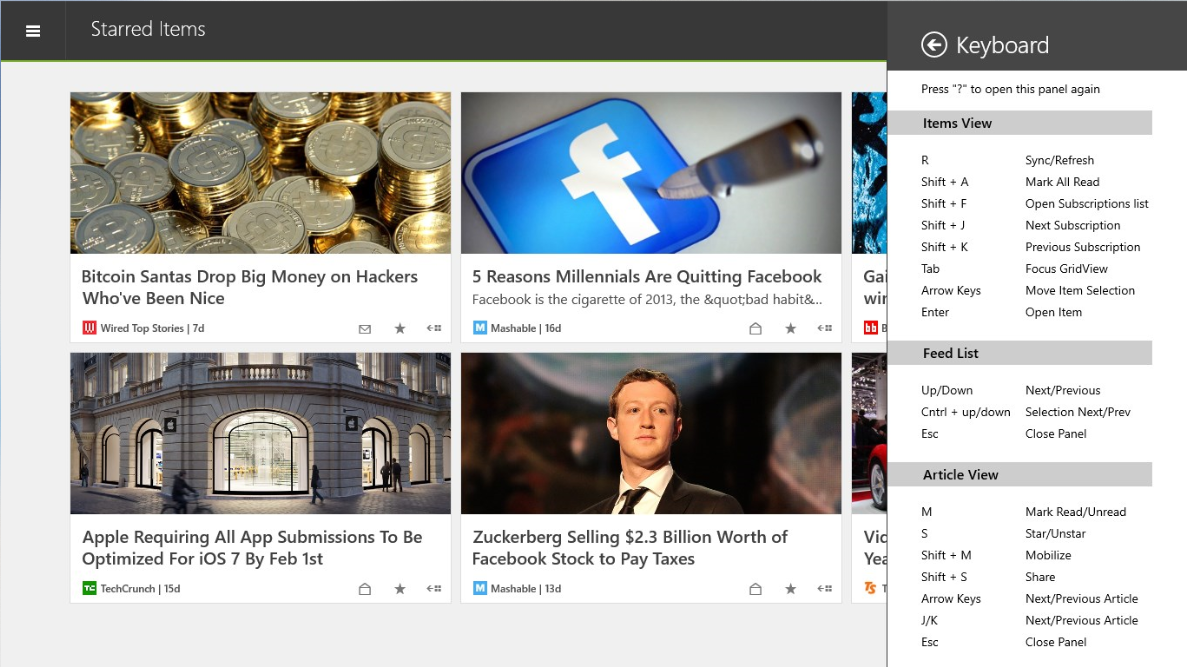 Starred Items
Bitcoin Santas Drop Big Money on Hackers
Who've Been Nice
Wired Top Stories | 7d
5 Reasons Millennials Are Quitting Facebook
Facebook is the cigarette of 2013, the &quot;bad habit&..
Mashable | 16d
Gai
win
bb B
Apple Requiring All App Submissions To Be
Optimized For iOS 7 By Feb 1st
TC TechCrunch | 15d
Zuckerberg Selling $2.3 Billion Worth of
Facebook Stock to Pay Taxes
M Mashable | 13d
Vic
Yea
TS T
Keyboard
Press "?" to open this panel again
Items View
R Sync/Refresh
Shift + A Mark All Read
Shift + F Open Subscriptions list
Shift + J Next Subscription
Shift + K Previous Subscription
Tab Focus GridView
Arrow Keys Move Item Selection
Enter Open Item
Feed List
Up/Down Next/Previous
Cntrl + up/down Selection Next/Prev
Esc Close Panel
Article View
M Mark Read/Unread
S Star/Unstar
Shift + M Mobilize
Shift + S Share
Arrow Keys Next/Previous Article
J/K Next/Previous Article
Esc Close Panel